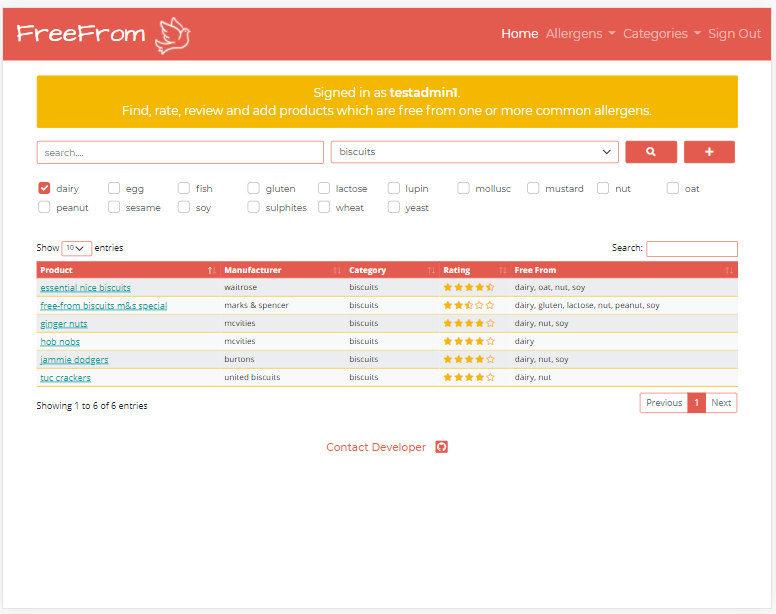 FreeFrom
Home Allergens Categories Sign Out
Signed in as testadmin1.
Find, rate, review and add products which are free from one or more common allergens.
search.... biscuits
dairy egg fish gluten lactose lupin mollusc mustard nut oat
peanut sesame soy sulphites wheat yeast
Show 10 entries Search:
Product Manufacturer Category Rating Free From
essential nice biscuits waitrose biscuits dairy, oat, nut, soy
free-from biscuits m&s special marks & spencer biscuits dairy, gluten, lactose, nut, peanut, soy
ginger nuts mcvities biscuits dairy, nut, soy
hob nobs mcvities biscuits dairy
jammie dodgers burtons biscuits dairy, nut, soy
tuc crackers united biscuits biscuits dairy, nut
Showing 1 to 6 of 6 entries Previous 1 Next
Contact Developer